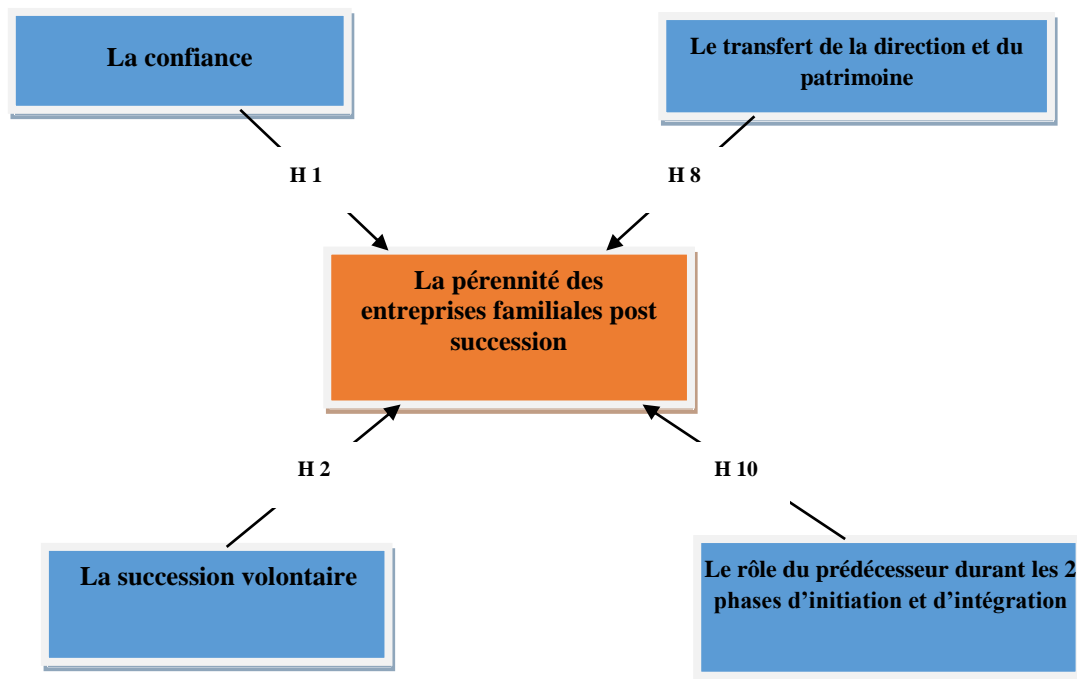 La confiance
Le transfert de la direction et du
patrimoine
H 1
H 8
La pérennité des
entreprises familiales post
succession
H 2
H 10
La succession volontaire
Le rôle du prédécesseur durant les 2
phases d’initiation et d’intégration